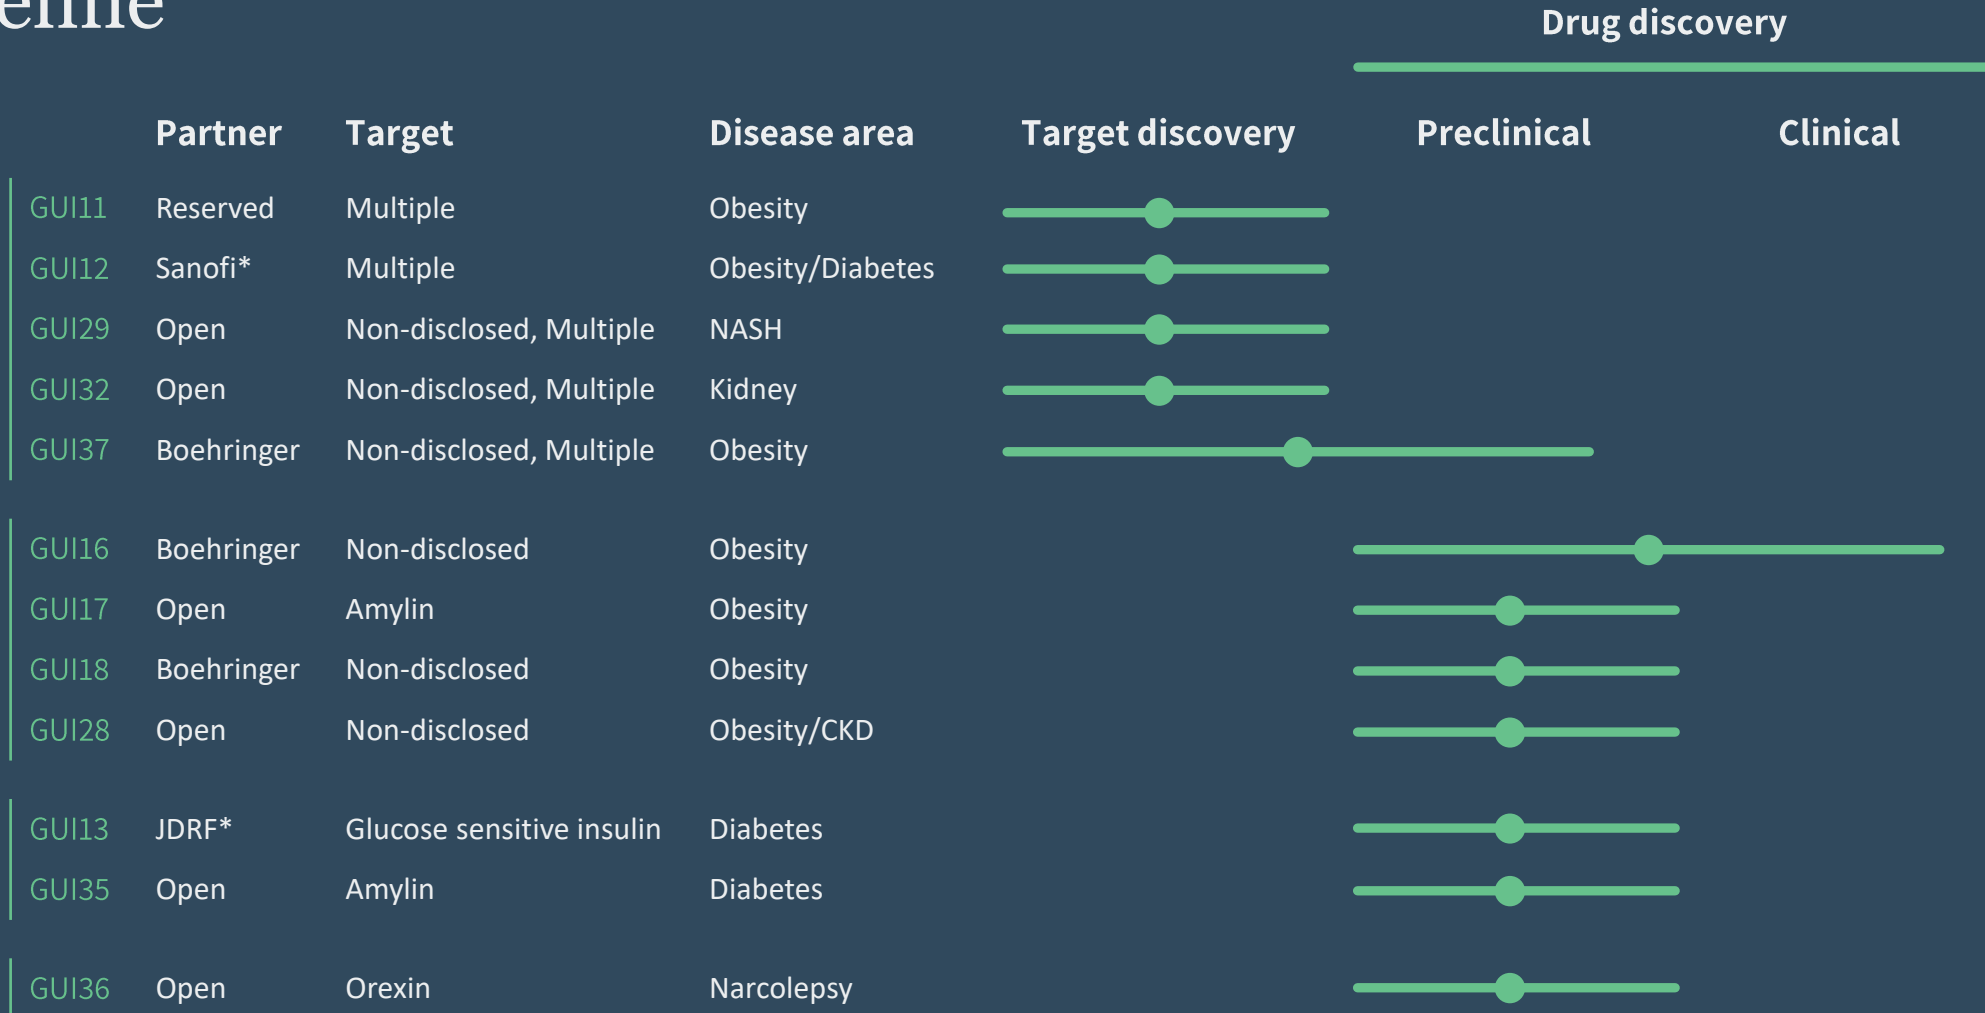 Drug discovery
Partner Target Disease area Target discovery Preclinical Clinical
GUI11 Reserved Multiple Obesity
GUI12 Sanofi* Multiple Obesity/Diabetes
GUI29 Open Non-disclosed, Multiple NASH
GUI32 Open Non-disclosed, Multiple Kidney
GUI37 Boehringer Non-disclosed, Multiple Obesity
GUI16 Boehringer Non-disclosed Obesity
GUI17 Open Amylin Obesity
GUI18 Boehringer Non-disclosed Obesity
GUI28 Open Non-disclosed Obesity/CKD
GUI13 JDRF* Glucose sensitive insulin Diabetes
GUI35 Open Amylin Diabetes
GUI36 Open Orexin Narcolepsy